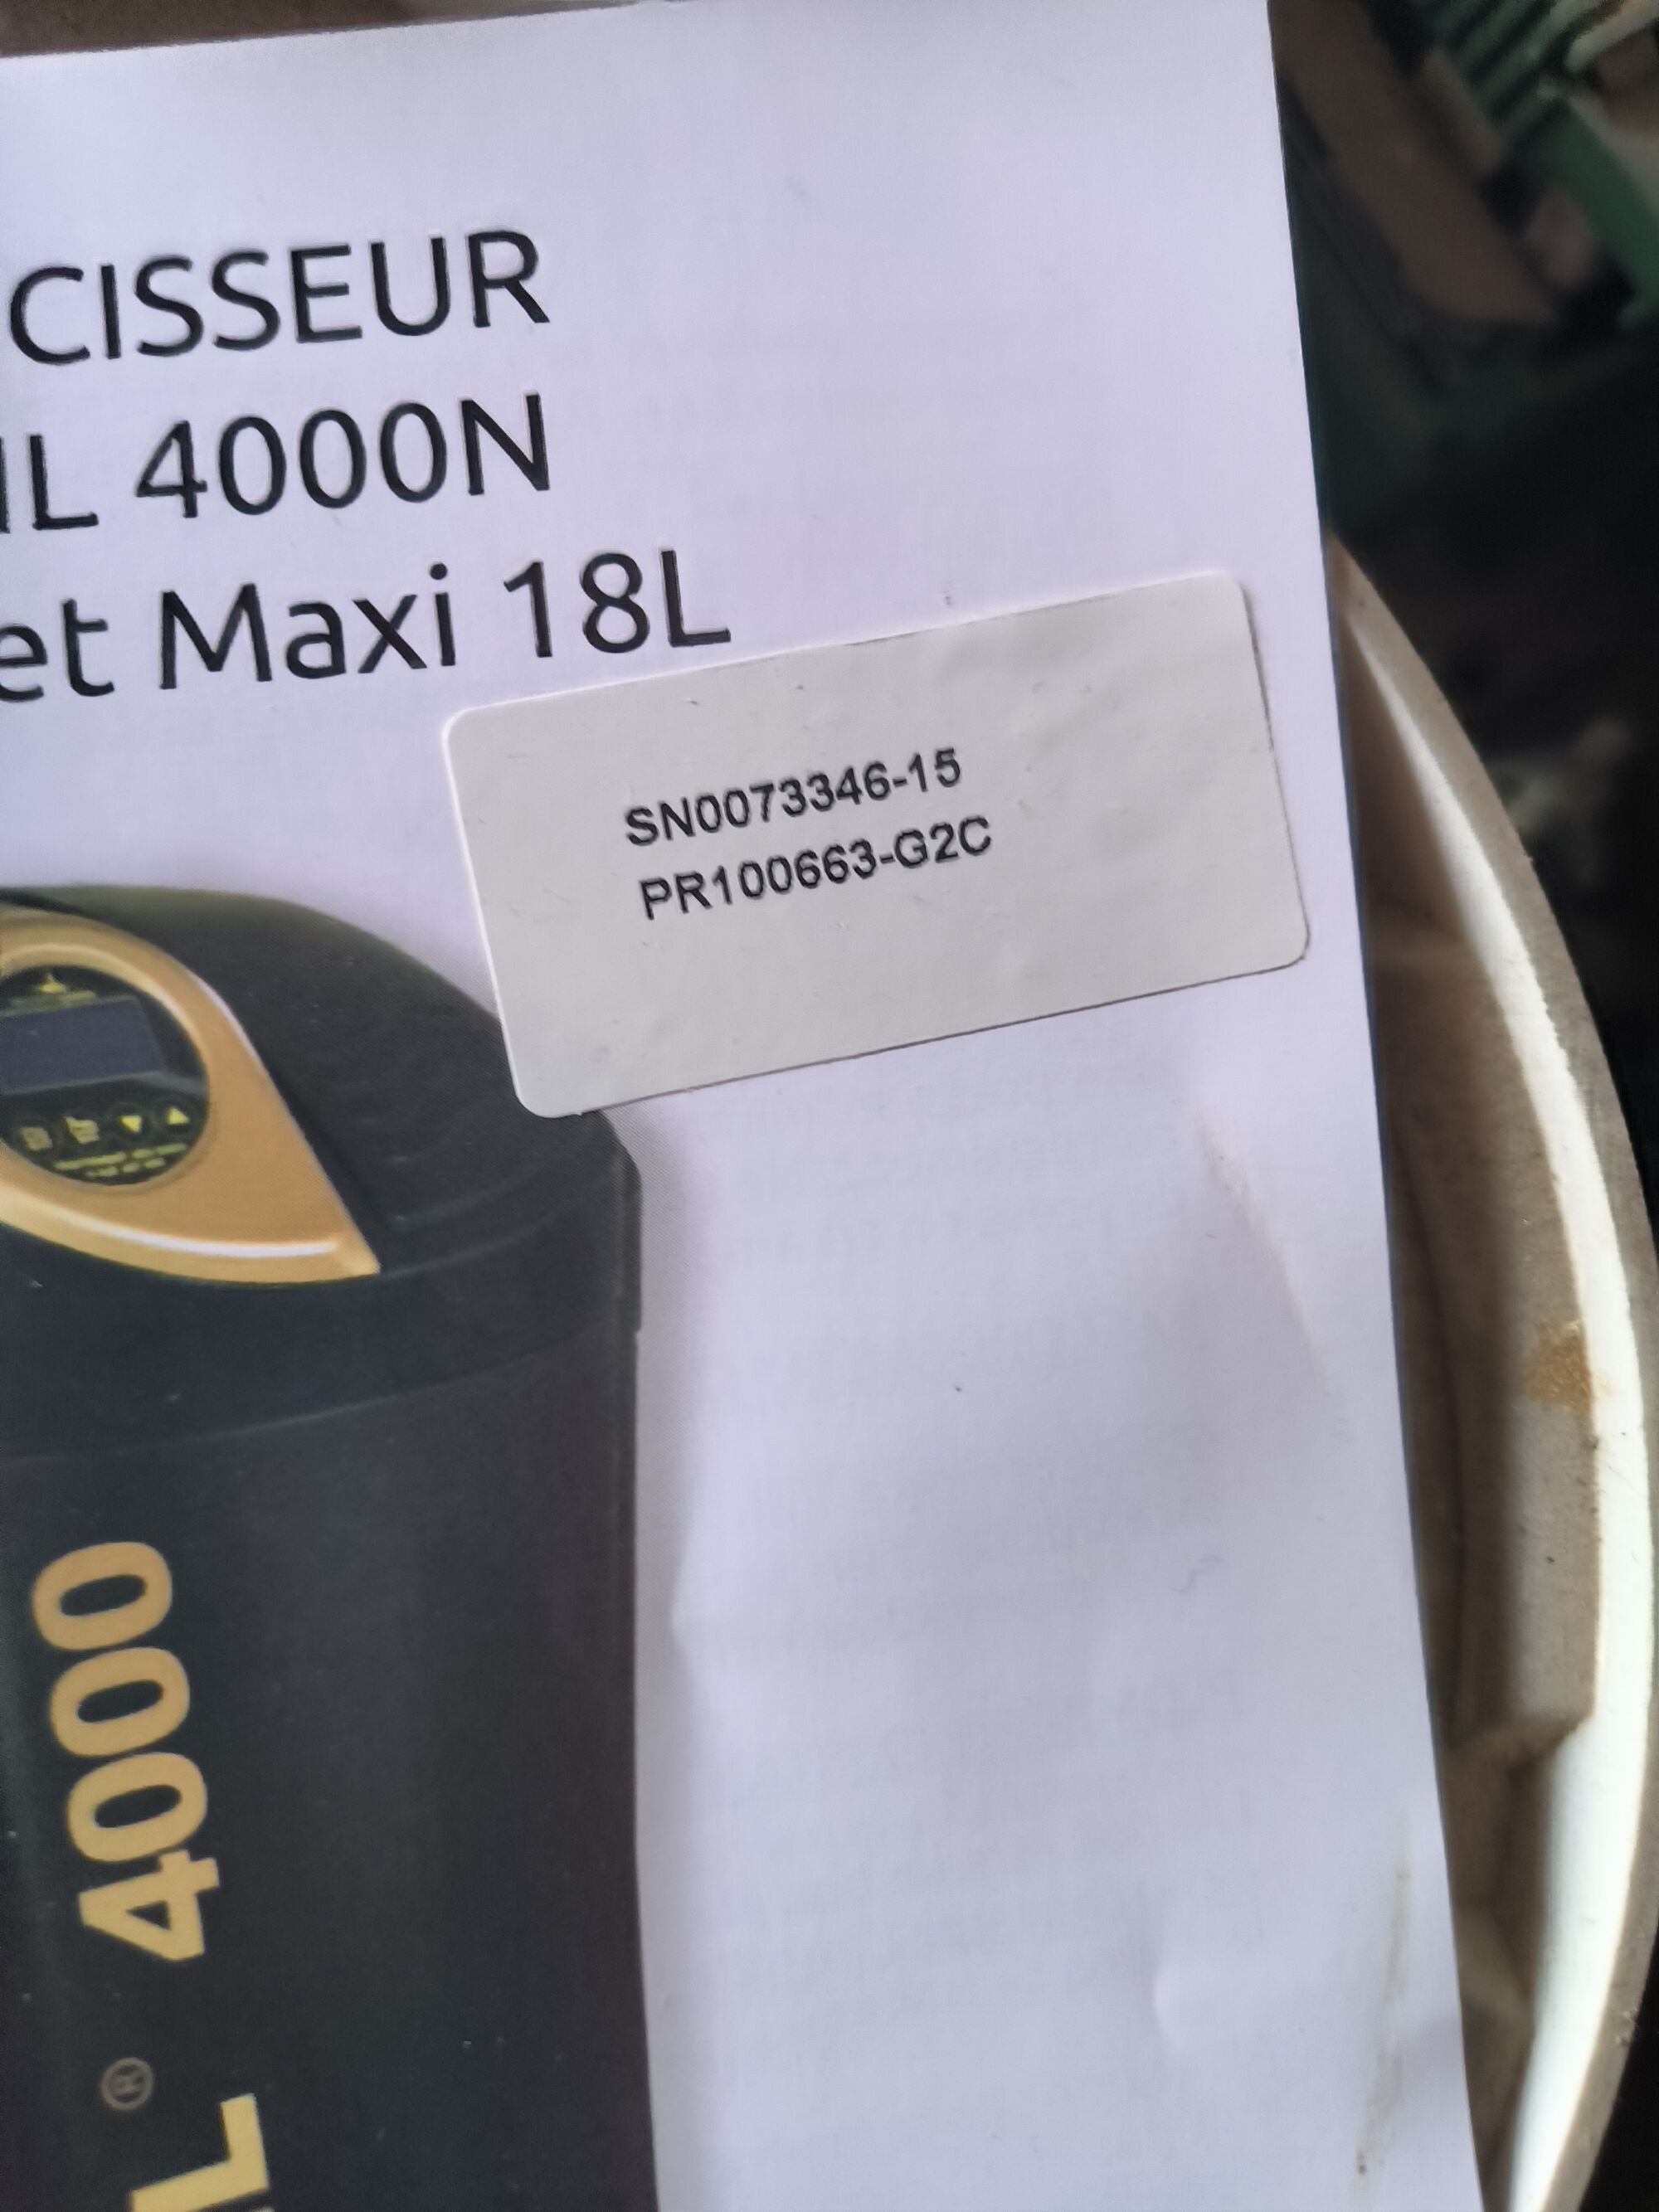 CISSEUR
IL 4000N
et Maxi 18L
SN0073346-15
PR100663-G2C
4000
L ®